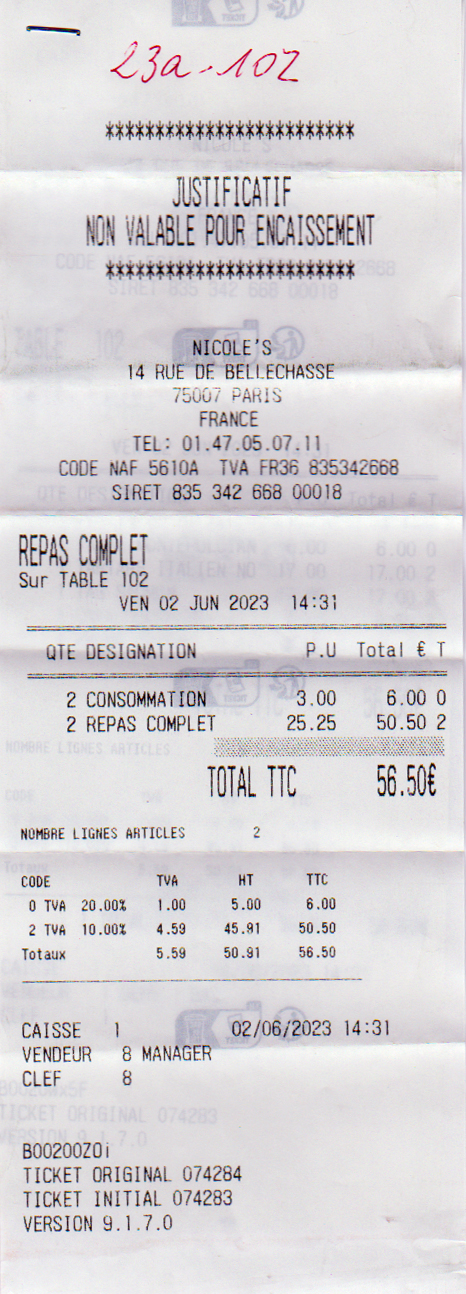 23a-102
************************
JUSTIFICATIF
NON VALABLE POUR ENCAISSEMENT
************************
NICOLE'S
14 RUE DE BELLECHASSE
75007 PARIS
FRANCE
TEL: 01.47.05.07.11
CODE NAF 5610A TVA FR36 835342668
SIRET 835 342 668 00018
REPAS COMPLET
Sur TABLE 102
VEN 02 JUN 2023 14:31
QTE DESIGNATION P.U Total € T
2 CONSOMMATION 3.00 6.00 0
2 REPAS COMPLET 25.25 50.50 2
TOTAL TTC 56.50€
NOMBRE LIGNES ARTICLES 2
CODE TVA HT TTC
0 TVA 20.00% 1.00 5.00 6.00
2 TVA 10.00% 4.59 45.91 50.50
Totaux 5.59 50.91 56.50
CAISSE 1 02/06/2023 14:31
VENDEUR 8 MANAGER
CLEF 8
B00200ZOi
TICKET ORIGINAL 074284
TICKET INITIAL 074283
VERSION 9.1.7.0